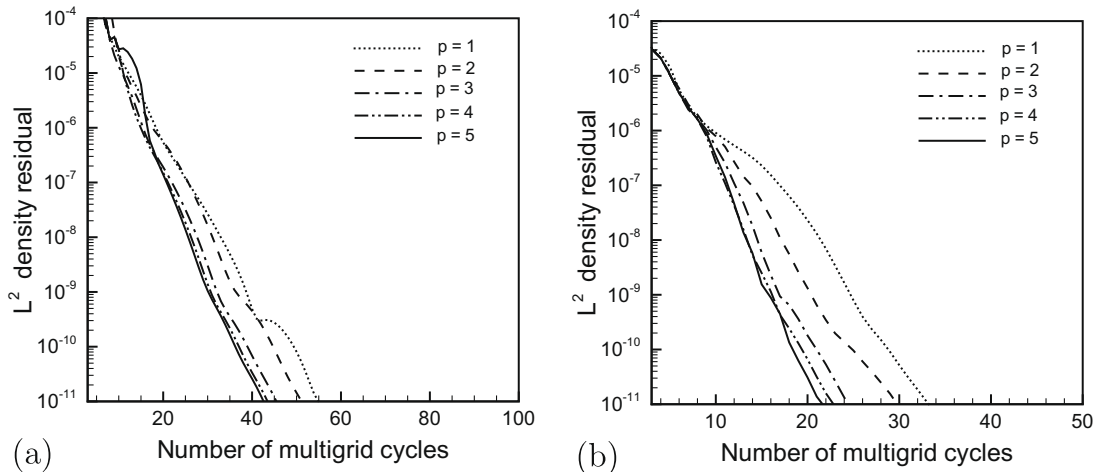 10⁻⁴
10⁻⁵
10⁻⁶
10⁻⁷
10⁻⁸
10⁻⁹
10⁻¹⁰
10⁻¹¹
L² density residual
p = 1
p = 2
p = 3
p = 4
p = 5
20 40 60 80 100
Number of multigrid cycles
(a)
10⁻⁴
10⁻⁵
10⁻⁶
10⁻⁷
10⁻⁸
10⁻⁹
10⁻¹⁰
10⁻¹¹
L² density residual
p = 1
p = 2
p = 3
p = 4
p = 5
10 20 30 40 50
Number of multigrid cycles
(b)